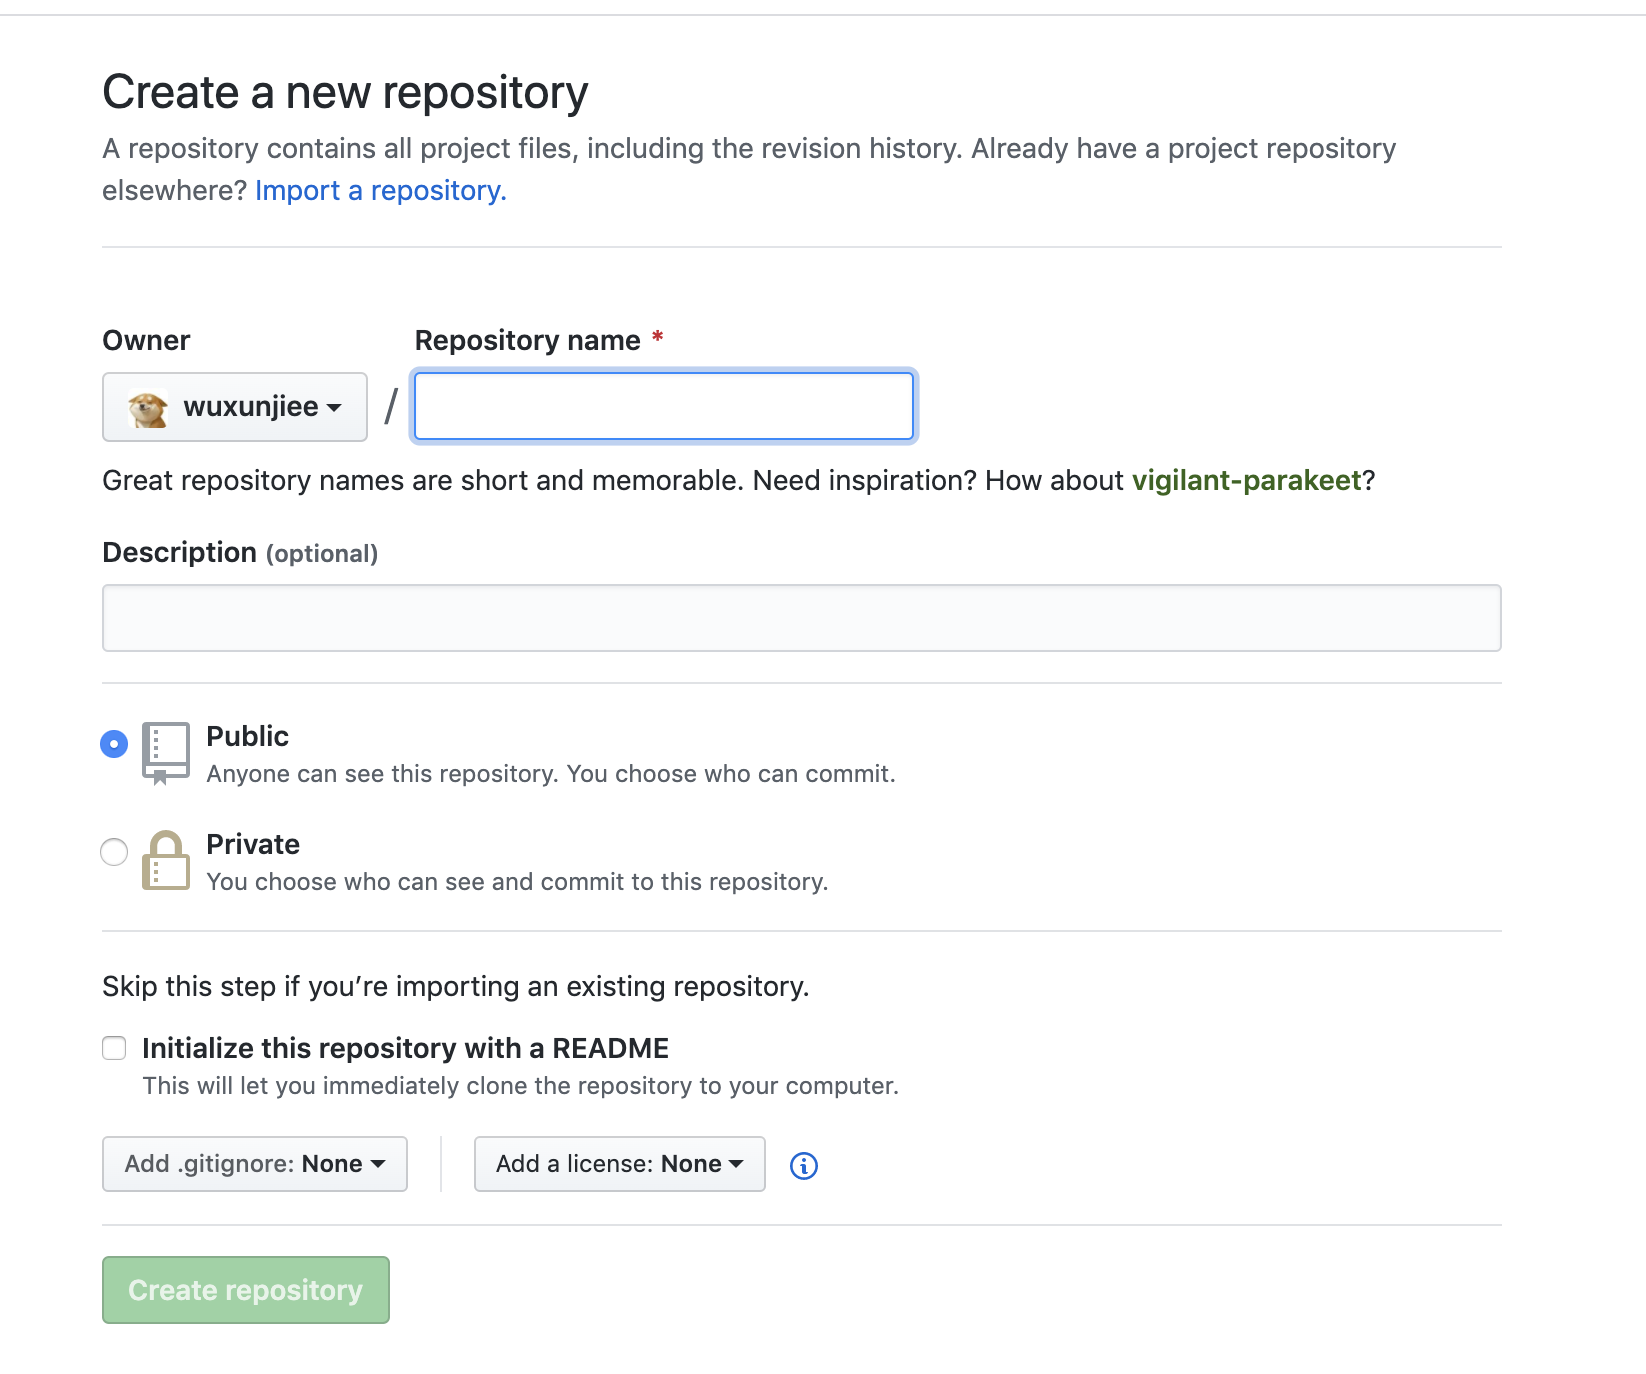 Create a new repository
A repository contains all project files, including the revision history. Already have a project repository
elsewhere? Import a repository.
Owner
Repository name *
wuxunjiee
/
Great repository names are short and memorable. Need inspiration? How about vigilant-parakeet?
Description (optional)
Public
Anyone can see this repository. You choose who can commit.
Private
You choose who can see and commit to this repository.
Skip this step if you’re importing an existing repository.
Initialize this repository with a README
This will let you immediately clone the repository to your computer.
Add .gitignore: None
Add a license: None
Create repository